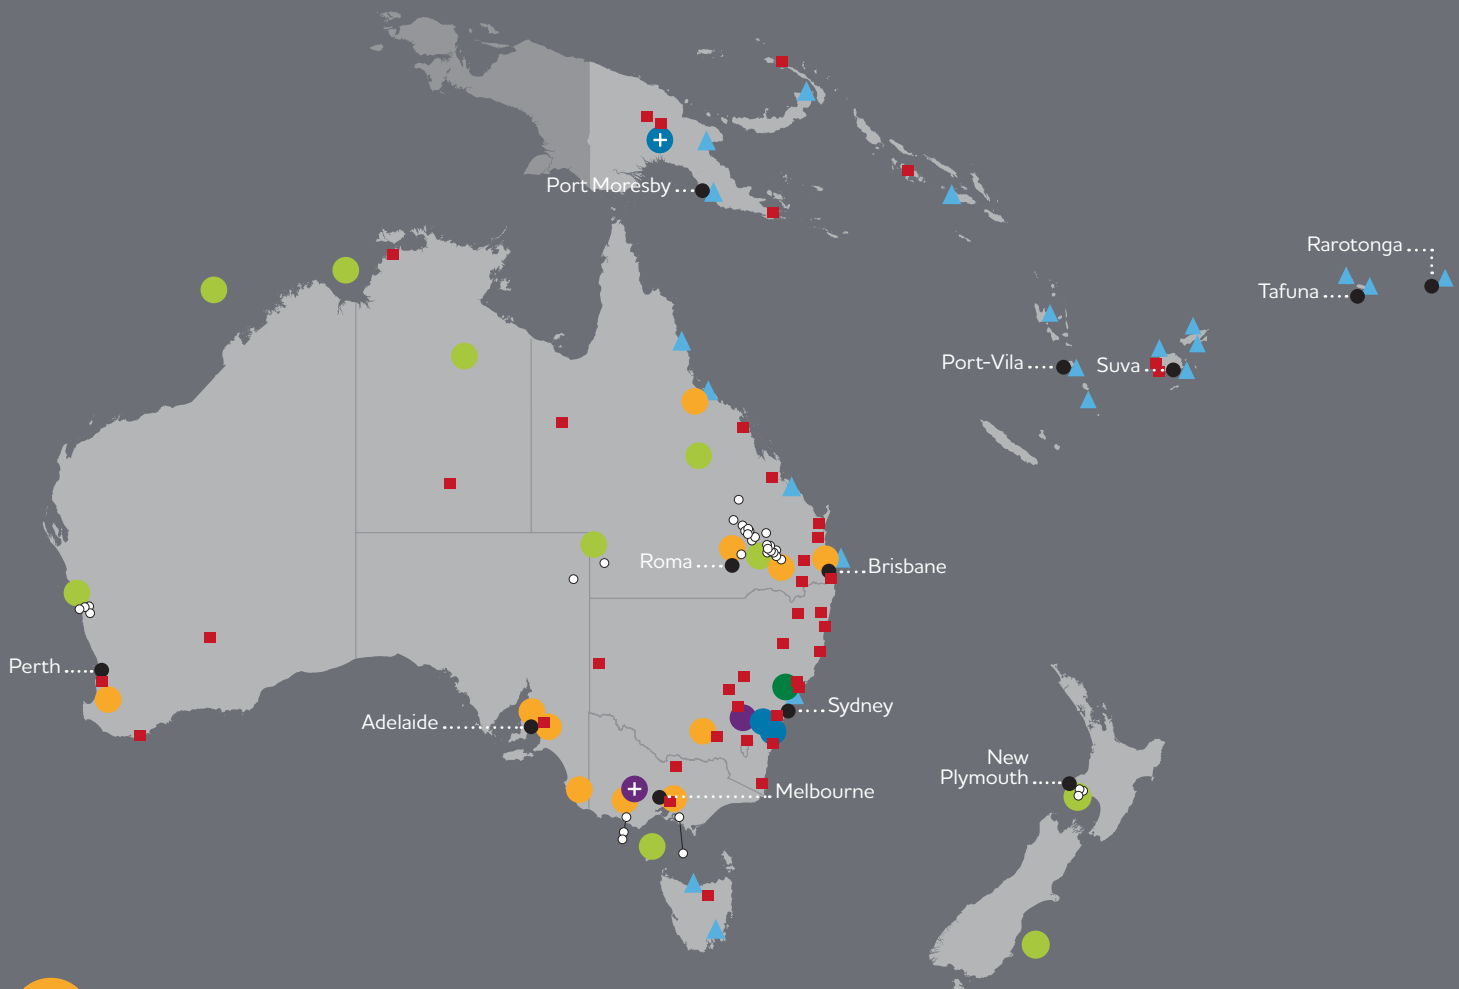 Port Moresby
Rarotonga
Tafuna
Port-Vila
Suva
Roma
Brisbane
Perth
Adelaide
Sydney
New
Plymouth
Melbourne